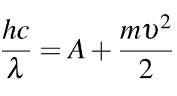 hc/λ = A + mυ²/2